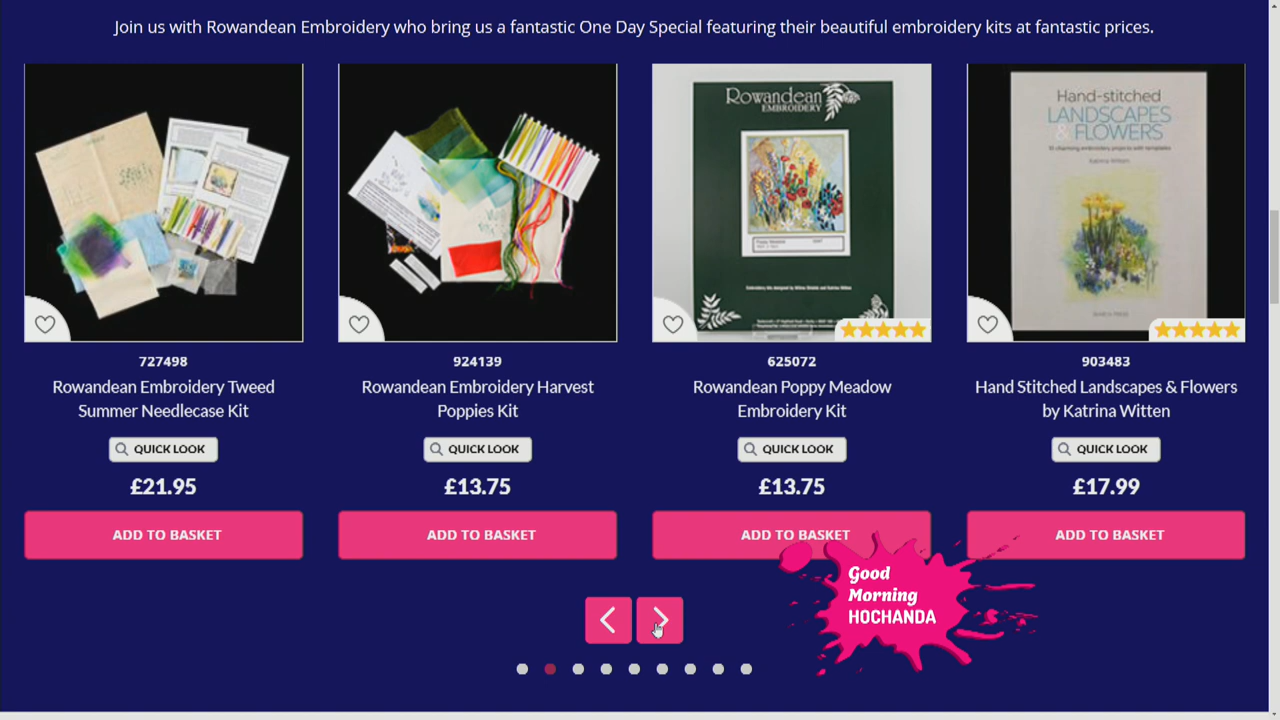 Join us with Rowandean Embroidery who bring us a fantastic One Day Special featuring their beautiful embroidery kits at fantastic prices.
Rowandean
EMBROIDERY
Hand-stitched
LANDSCAPES
& FLOWERS
Katrina Witten
727498
924139
625072
903483
Rowandean Embroidery Tweed
Summer Needlecase Kit
Rowandean Embroidery Harvest
Poppies Kit
Rowandean Poppy Meadow
Embroidery Kit
Hand Stitched Landscapes & Flowers
by Katrina Witten
QUICK LOOK
QUICK LOOK
QUICK LOOK
QUICK LOOK
£21.95
£13.75
£13.75
£17.99
ADD TO BASKET
ADD TO BASKET
ADD TO BASKET
ADD TO BASKET
Good
Morning
HOCHANDA